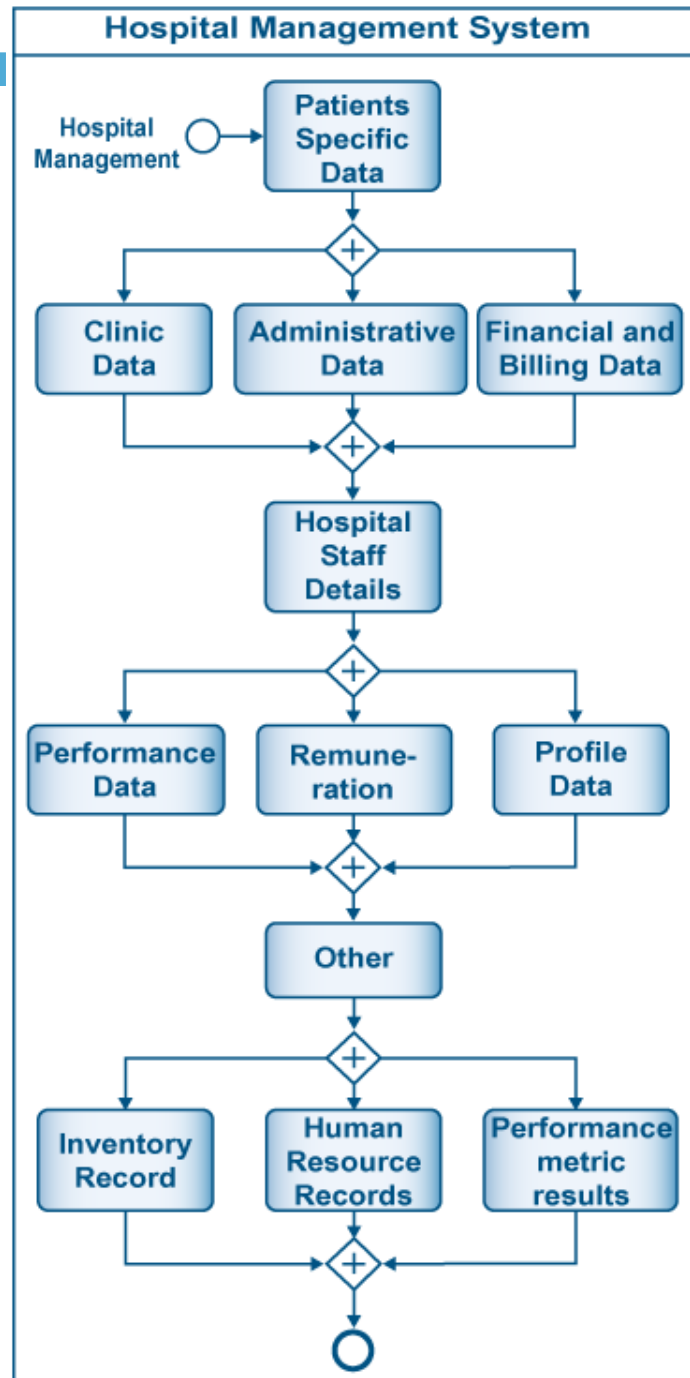 Hospital Management System
Patients
Specific
Data
Hospital
Management
Clinic
Data
Administrative
Data
Financial and
Billing Data
Hospital
Staff
Details
Performance
Data
Remune-
ration
Profile
Data
Other
Inventory
Record
Human
Resource
Records
Performance
metric
results